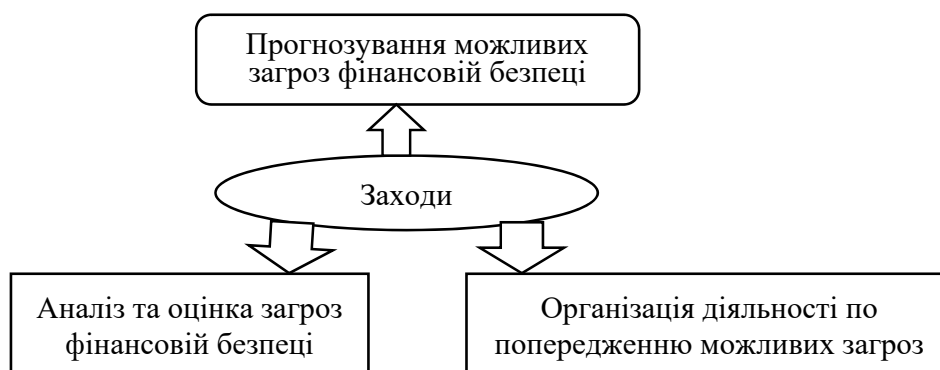 Прогнозування можливих
загроз фінансовій безпеці
Заходи
Аналіз та оцінка загроз
фінансовій безпеці
Організація діяльності по
попередженню можливих загроз